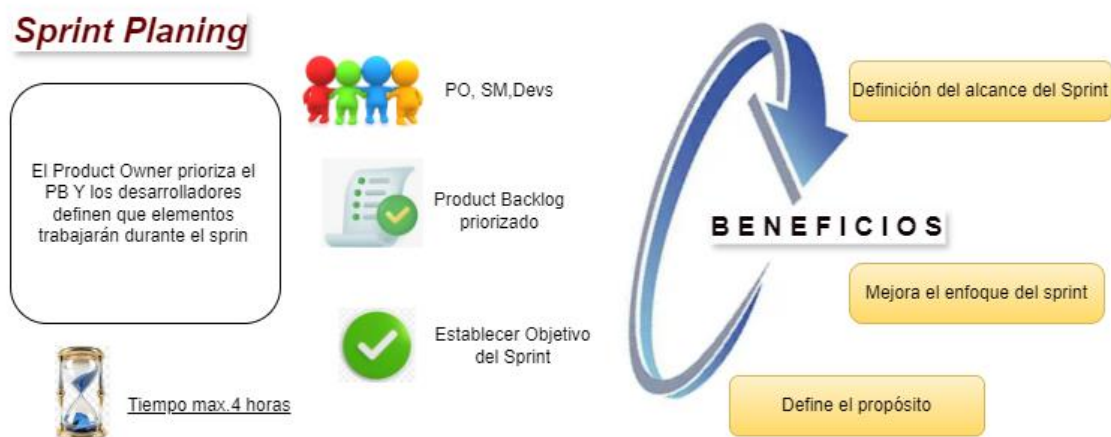 Sprint Planing
El Product Owner prioriza el
PB Y los desarrolladores
definen que elementos
trabajarán durante el sprin
Tiempo max.4 horas
PO, SM,Devs
Product Backlog
priorizado
Establecer Objetivo
del Sprint
Definición del alcance del Sprint
BENEFICIOS
Mejora el enfoque del sprint
Define el propósito